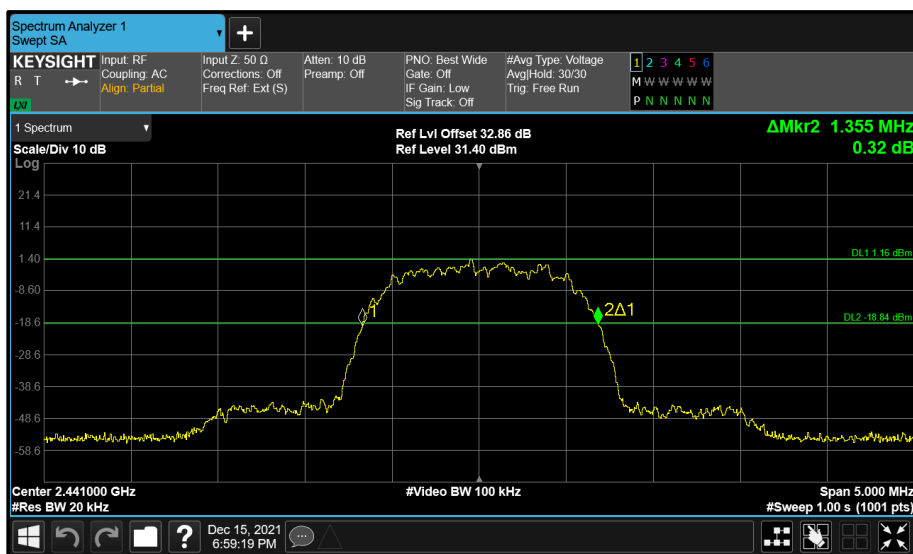 Spectrum Analyzer 1
Swept SA
+
KEYSIGHT
R T
LXI
Input: RF
Coupling: AC
Align: Partial
Input Z: 50 Ω
Corrections: Off
Freq Ref: Ext (S)
Atten: 10 dB
Preamp: Off
PNO: Best Wide
Gate: Off
IF Gain: Low
Sig Track: Off
#Avg Type: Voltage
Avg|Hold: 30/30
Trig: Free Run
1 2 3 4 5 6
M W W W W W
P N N N N N
1 Spectrum
Scale/Div 10 dB
Log
Ref Lvl Offset 32.86 dB
Ref Level 31.40 dBm
ΔMkr2 1.355 MHz
0.32 dB
21.4
11.4
1.40
-8.60
-18.6
-28.6
-38.6
-48.6
-58.6
DL1 1.16 dBm
1
2Δ1
DL2 -18.84 dBm
Center 2.441000 GHz
#Res BW 20 kHz
#Video BW 100 kHz
Span 5.000 MHz
#Sweep 1.00 s (1001 pts)
?
Dec 15, 2021
6:59:19 PM